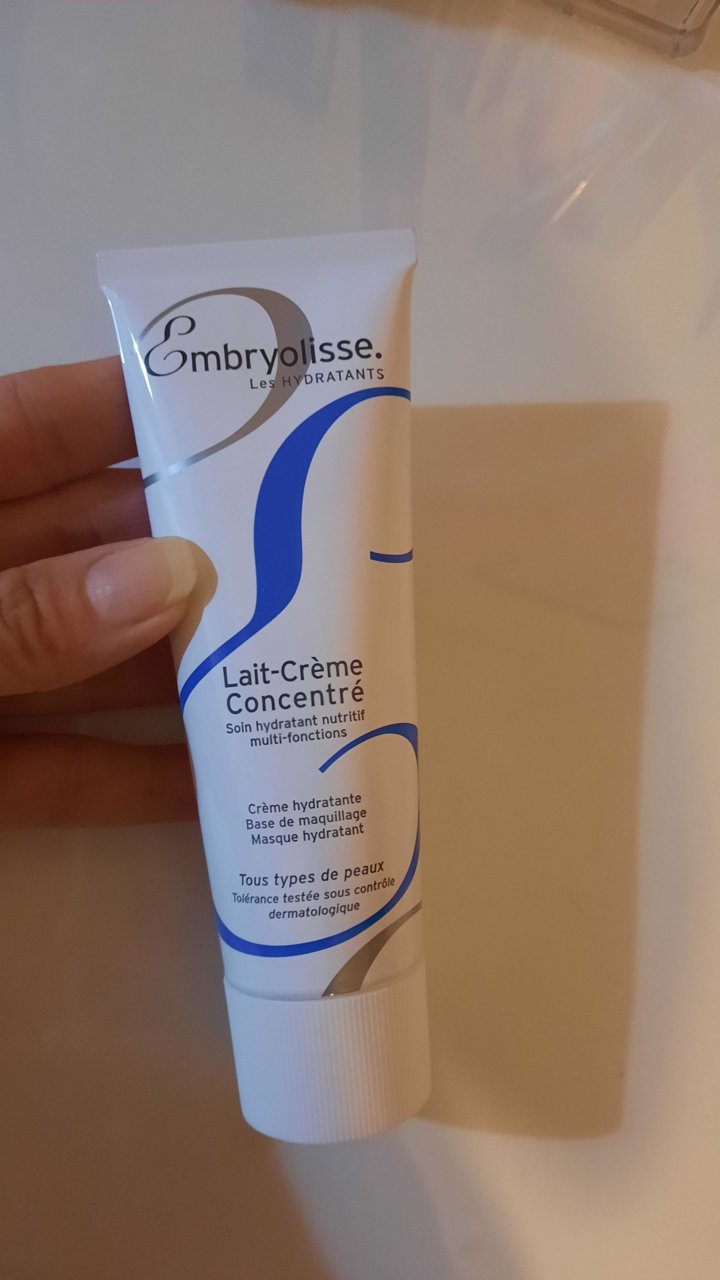 Embryolisse.
Les HYDRATANTS
Lait-Crème
Concentré
Soin hydratant nutritif
multi-fonctions
Crème hydratante
Base de maquillage
Masque hydratant
Tous types de peaux
Tolérance testée sous contrôle
dermatologique